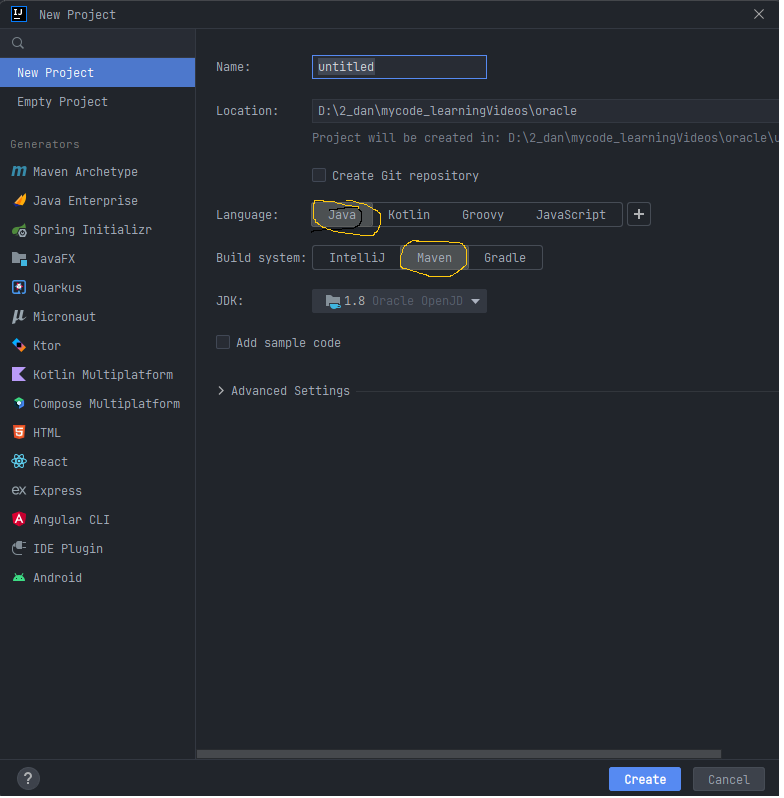 IJ New Project
New Project
Empty Project
Generators
Maven Archetype
Java Enterprise
Spring Initializr
JavaFX
Quarkus
μ Micronaut
Ktor
Kotlin Multiplatform
Compose Multiplatform
HTML
React
ex Express
Angular CLI
IDE Plugin
Android
Name: untitled
Location: D:\2_dan\mycode_learningVideos\oracle
Project will be created in: D:\2_dan\mycode_learningVideos\oracle\u
Create Git repository
Language: Java Kotlin Groovy JavaScript +
Build system: IntelliJ Maven Gradle
JDK: 1.8 Oracle OpenJD
Add sample code
Advanced Settings
? Create Cancel